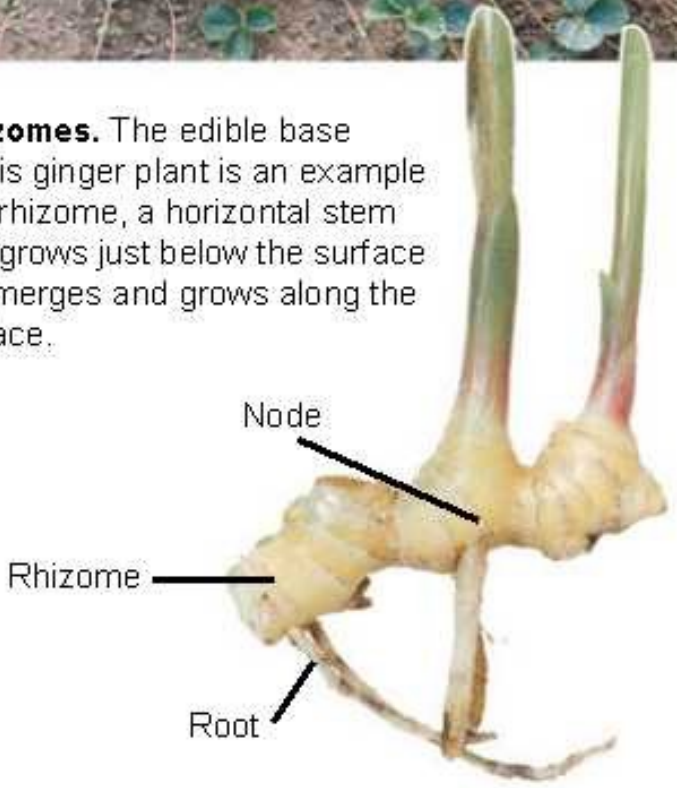 zomes. The edible base
is ginger plant is an example
rhizome, a horizontal stem
grows just below the surface
merges and grows along the
ace.
Node
Rhizome
Root